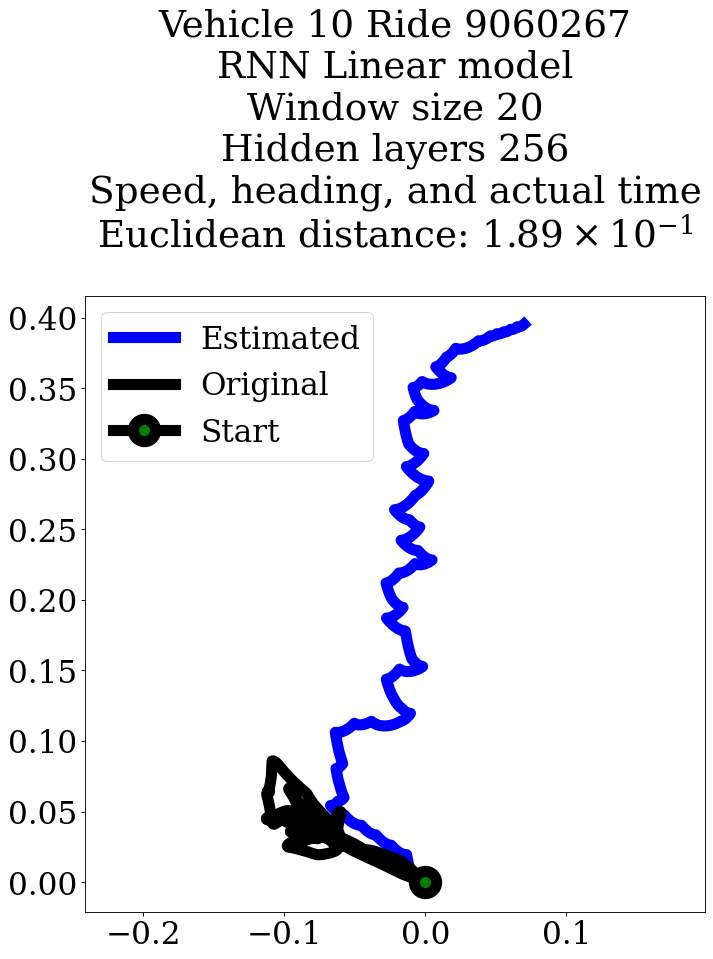 Vehicle 10 Ride 9060267
RNN Linear model
Window size 20
Hidden layers 256
Speed, heading, and actual time
Euclidean distance: 1.89 × 10⁻¹
0.40
0.35
0.30
0.25
0.20
0.15
0.10
0.05
0.00
Estimated
Original
Start
−0.2 −0.1 0.0 0.1